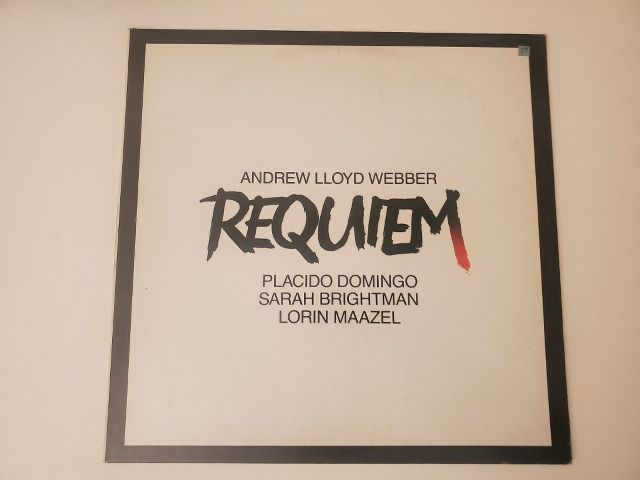 ANDREW LLOYD WEBBER
REQUIEM
PLACIDO DOMINGO
SARAH BRIGHTMAN
LORIN MAAZEL